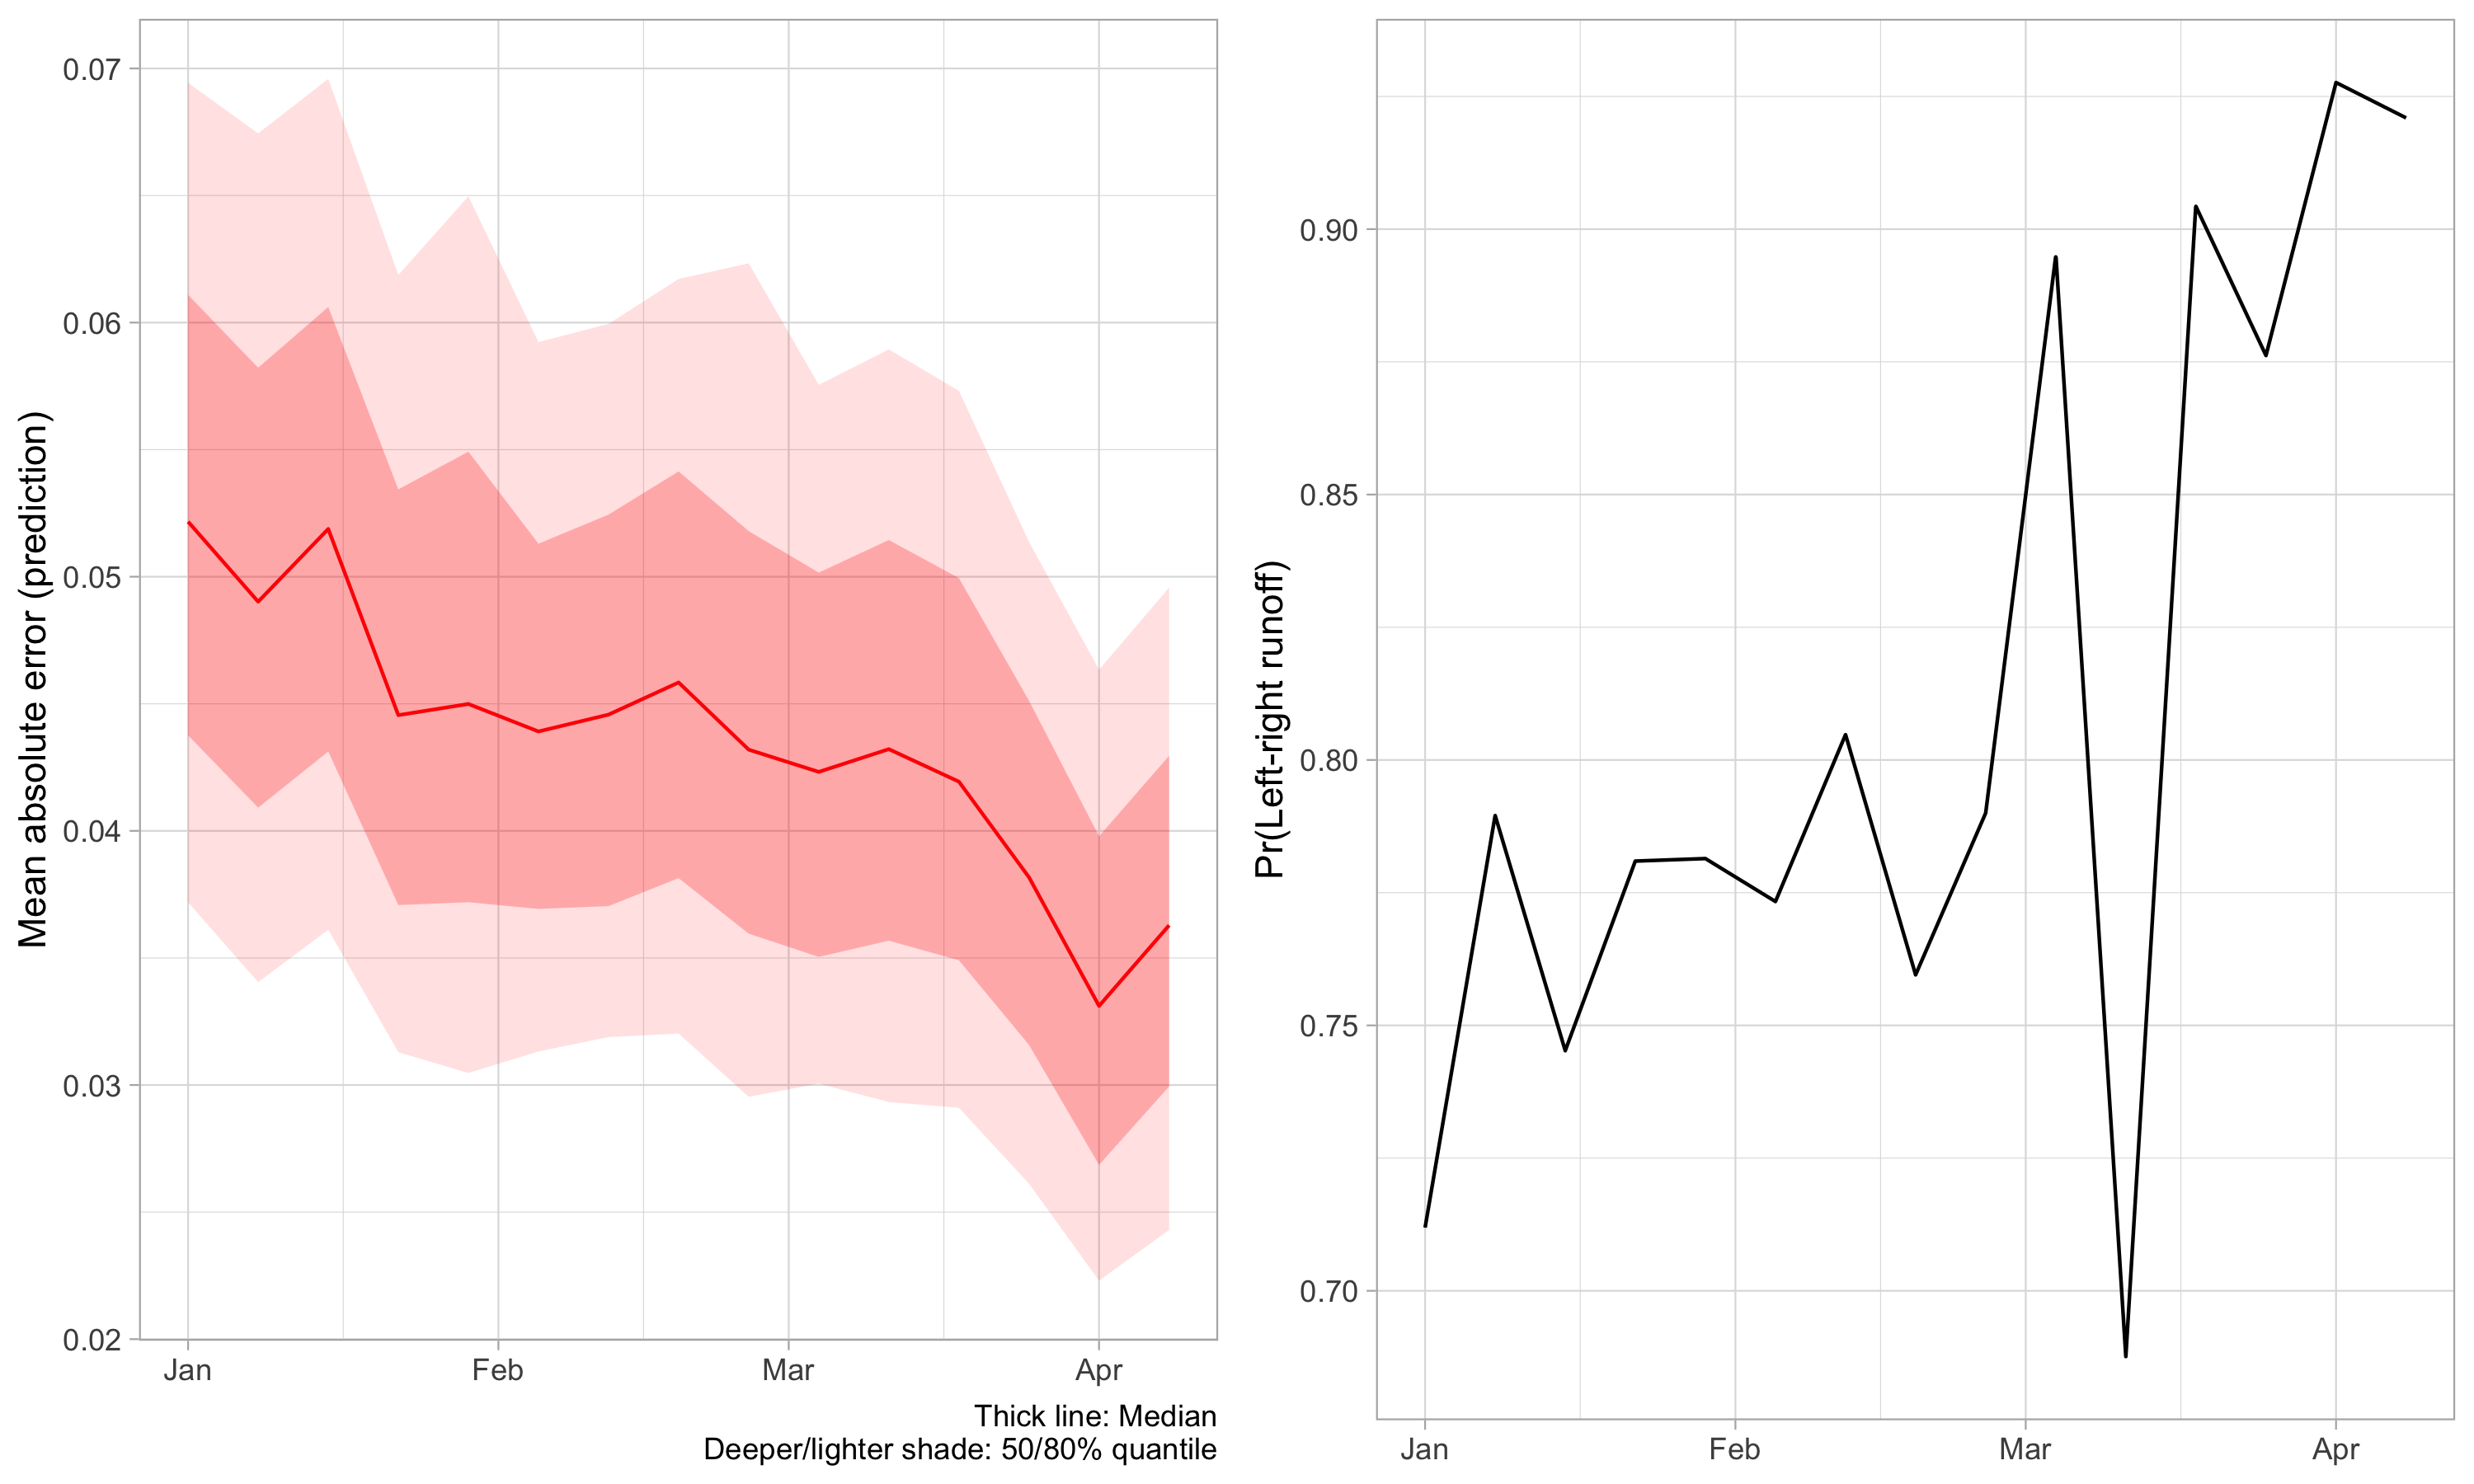 Mean absolute error (prediction)
0.07
0.06
0.05
0.04
0.03
0.02
Jan Feb Mar Apr
Thick line: Median
Deeper/lighter shade: 50/80% quantile
Pr(Left-right runoff)
0.90
0.85
0.80
0.75
0.70
Jan Feb Mar Apr